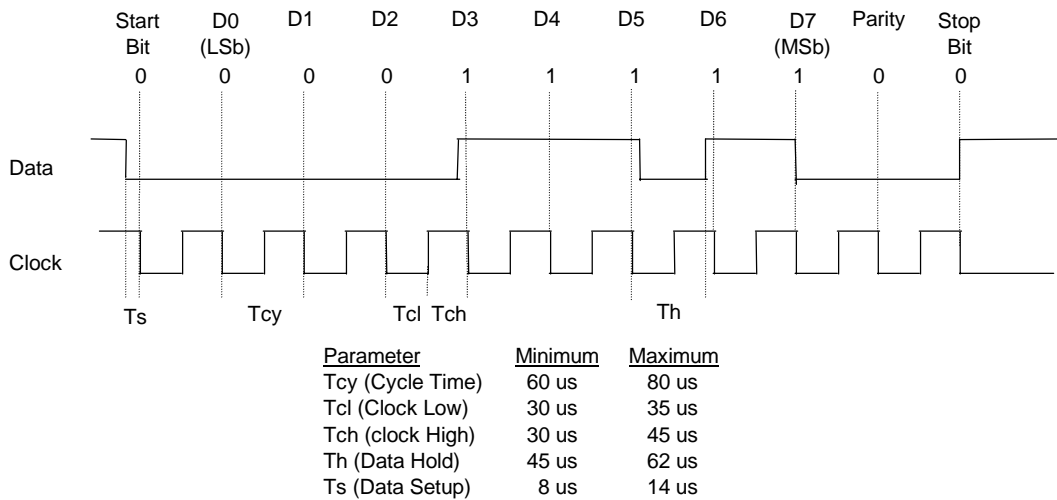 Start D0 D1 D2 D3 D4 D5 D6 D7 Parity Stop
Bit (LSb) (MSb) Bit
0 0 0 0 1 1 1 1 1 0 0
Data
Clock
Ts Tcy Tcl Tch Th
Parameter Minimum Maximum
Tcy (Cycle Time) 60 us 80 us
Tcl (Clock Low) 30 us 35 us
Tch (clock High) 30 us 45 us
Th (Data Hold) 45 us 62 us
Ts (Data Setup) 8 us 14 us